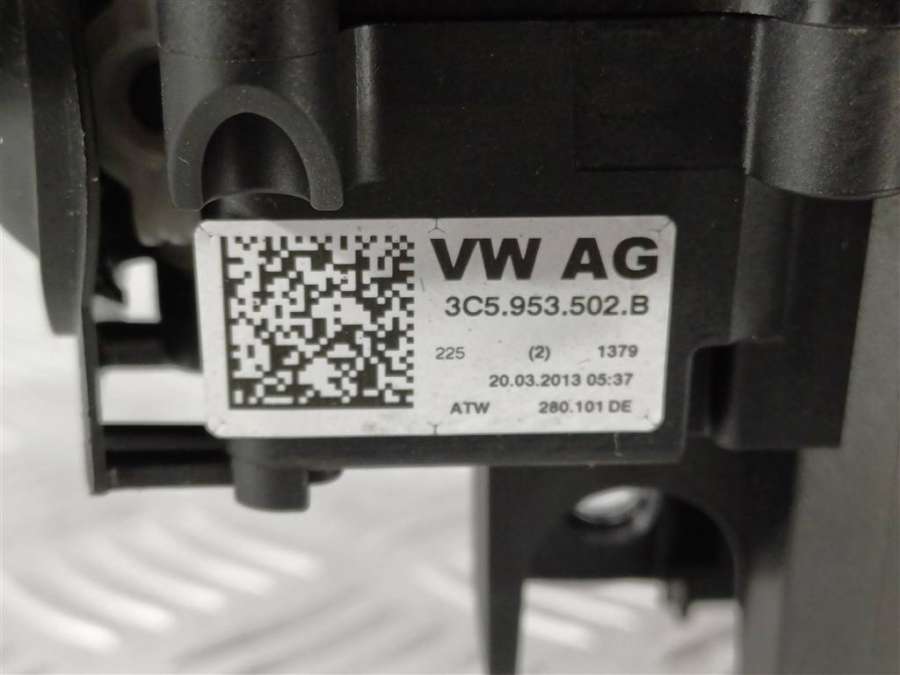 VW AG
3C5.953.502.B
225 (2) 1379
20.03.2013 05:37
ATW 280.101 DE